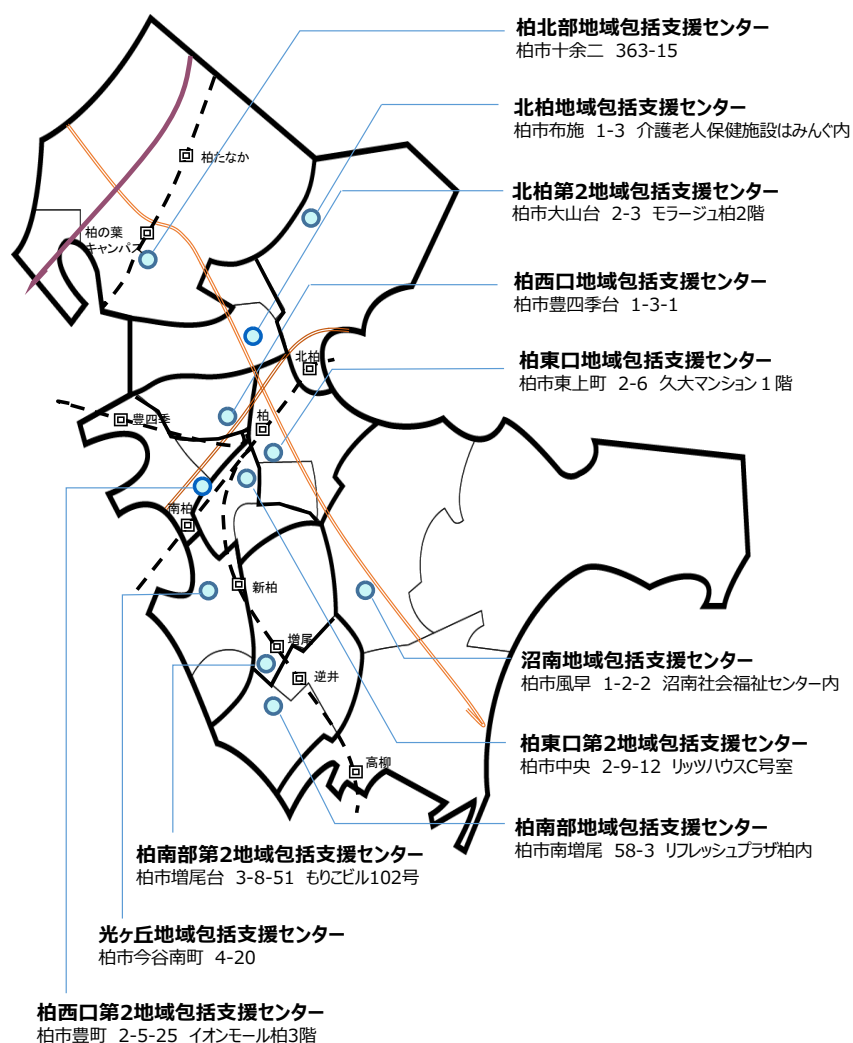 柏北部地域包括支援センター
柏市十余二 363-15
北柏地域包括支援センター
柏市布施 1-3 介護老人保健施設はみんぐ内
北柏第2地域包括支援センター
柏市大山台 2-3 モラージュ柏2階
柏西口地域包括支援センター
柏市豊四季台 1-3-1
柏東口地域包括支援センター
柏市東上町 2-6 久大マンション1階
柏たなか
柏の葉
キャンパス
北柏
豊四季
柏
南柏
新柏
増尾
逆井
高柳
沼南地域包括支援センター
柏市風早 1-2-2 沼南社会福祉センター内
柏東口第2地域包括支援センター
柏市中央 2-9-12 リッツハウスC号室
柏南部地域包括支援センター
柏市南増尾 58-3 リフレッシュプラザ柏内
柏南部第2地域包括支援センター
柏市増尾台 3-8-51 もりこビル102号
光ヶ丘地域包括支援センター
柏市今谷南町 4-20
柏西口第2地域包括支援センター
柏市豊町 2-5-25 イオンモール柏3階